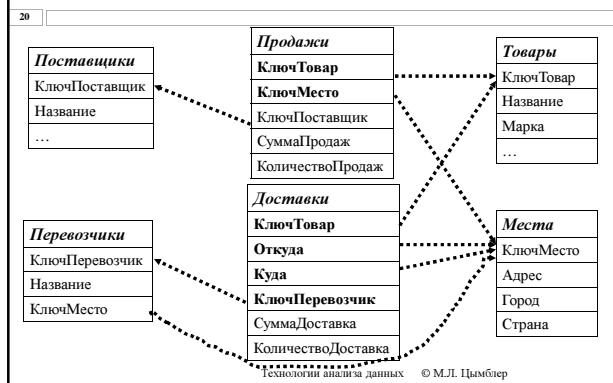 20
Поставщики
КлючПоставщик
Название
…
Продажи
КлючТовар
КлючМесто
КлючПоставщик
СуммаПродаж
КоличествоПродаж
Товары
КлючТовар
Название
Марка
…
Перевозчики
КлючПеревозчик
Название
КлючМесто
Доставки
КлючТовар
Откуда
Куда
КлючПеревозчик
СуммаДоставка
КоличествоДоставка
Места
КлючМесто
Адрес
Город
Страна
Технологии анализа данных © М.Л. Цымблер